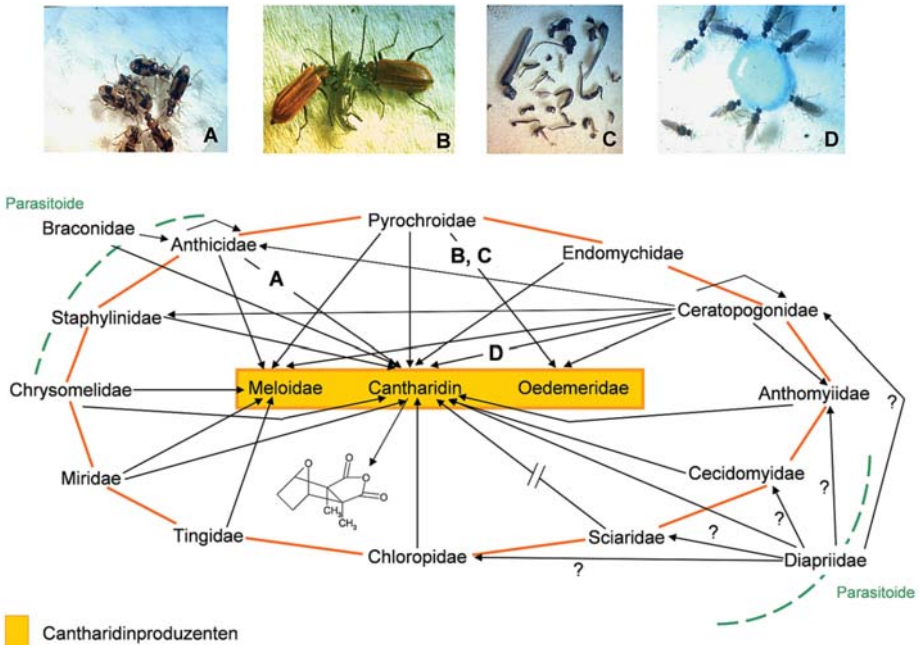 A
B
C
D
Parasitoide
Braconidae
Pyrochroidae
Anthicidae
B, C
Endomychidae
A
Staphylinidae
Ceratopogonidae
D
Chrysomelidae
Meloidae
Cantharidin
Oedemeridae
Anthomyiidae
?
Miridae
O
O
O
O
CH₃
CH₃
Cecidomyidae
?
?
Tingidae
Sciaridae
?
Chloropidae
?
Diapriidae
Parasitoide
Cantharidinproduzenten